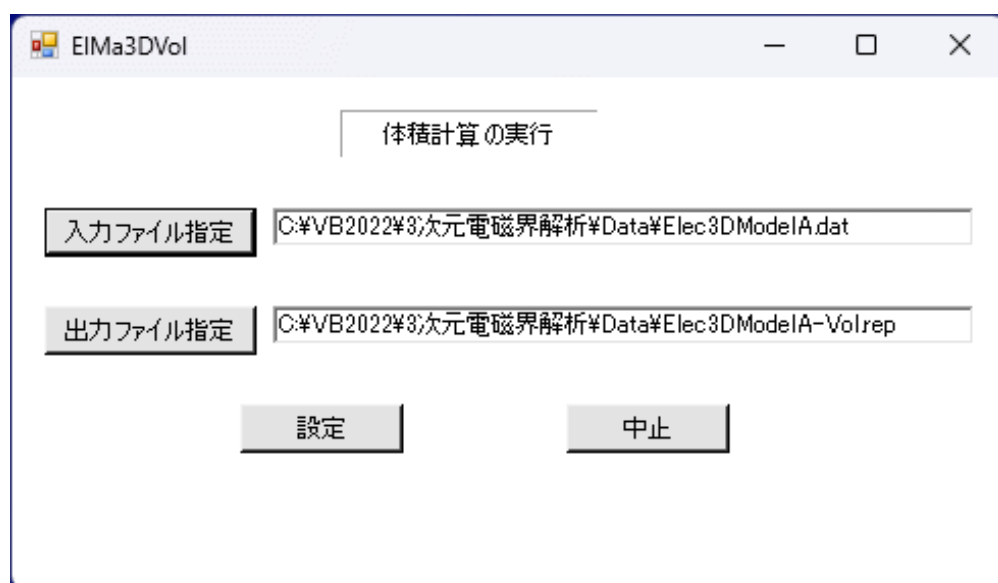 ElMa3DVol
体積計算の実行
入力ファイル指定 C:¥VB2022¥3次元電磁界解析¥Data¥Elec3DModelA.dat
出力ファイル指定 C:¥VB2022¥3次元電磁界解析¥Data¥Elec3DModelA-Vol.rep
設定 中止